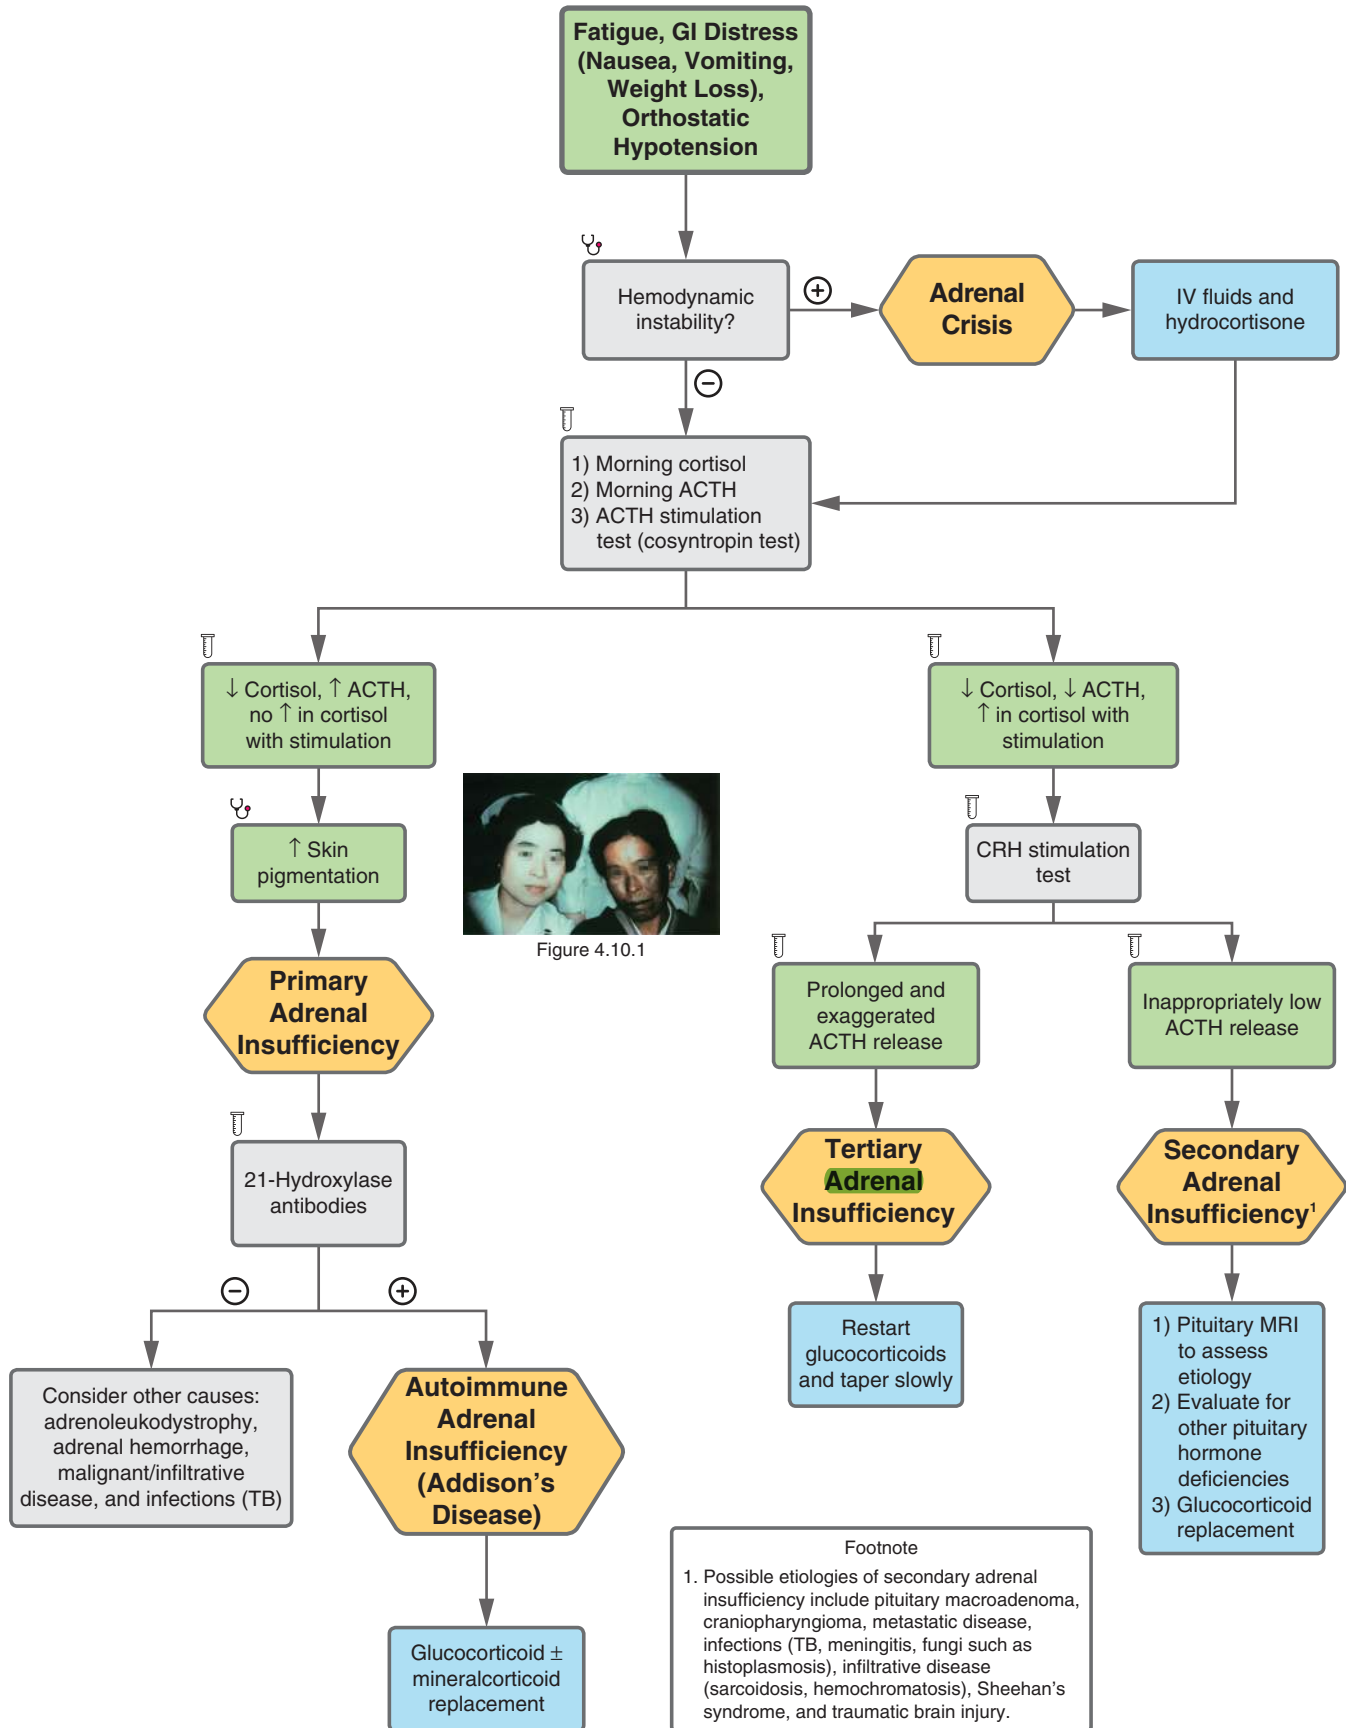 Fatigue, GI Distress
(Nausea, Vomiting,
Weight Loss),
Orthostatic
Hypotension
Hemodynamic
instability?
+
Adrenal
Crisis
IV fluids and
hydrocortisone
−
1) Morning cortisol
2) Morning ACTH
3) ACTH stimulation
test (cosyntropin test)
↓ Cortisol, ↑ ACTH,
no ↑ in cortisol
with stimulation
↓ Cortisol, ↓ ACTH,
↑ in cortisol with
stimulation
↑ Skin
pigmentation
Figure 4.10.1
CRH stimulation
test
Primary
Adrenal
Insufficiency
Prolonged and
exaggerated
ACTH release
Inappropriately low
ACTH release
21-Hydroxylase
antibodies
Tertiary
Adrenal
Insufficiency
Secondary
Adrenal
Insufficiency¹
−
+
Restart
glucocorticoids
and taper slowly
1) Pituitary MRI
to assess
etiology
2) Evaluate for
other pituitary
hormone
deficiencies
3) Glucocorticoid
replacement
Consider other causes:
adrenoleukodystrophy,
adrenal hemorrhage,
malignant/infiltrative
disease, and infections (TB)
Autoimmune
Adrenal
Insufficiency
(Addison's
Disease)
Glucocorticoid ±
mineralcorticoid
replacement
Footnote
1. Possible etiologies of secondary adrenal
insufficiency include pituitary macroadenoma,
craniopharyngioma, metastatic disease,
infections (TB, meningitis, fungi such as
histoplasmosis), infiltrative disease
(sarcoidosis, hemochromatosis), Sheehan's
syndrome, and traumatic brain injury.